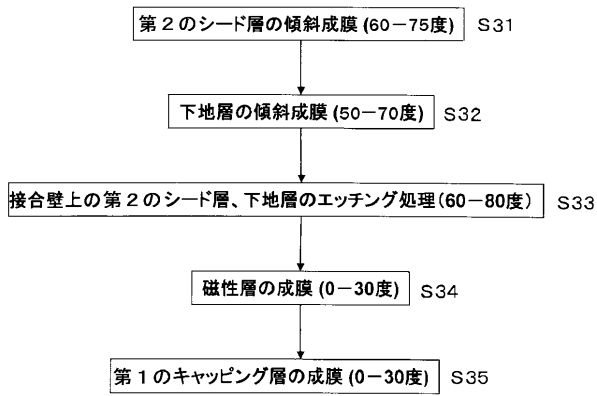 第2のシード層の傾斜成膜(60-75度) S31
下地層の傾斜成膜(50-70度) S32
接合壁上の第2のシード層、下地層のエッチング処理(60-80度) S33
磁性層の成膜(0-30度) S34
第1のキャッピング層の成膜(0-30度) S35